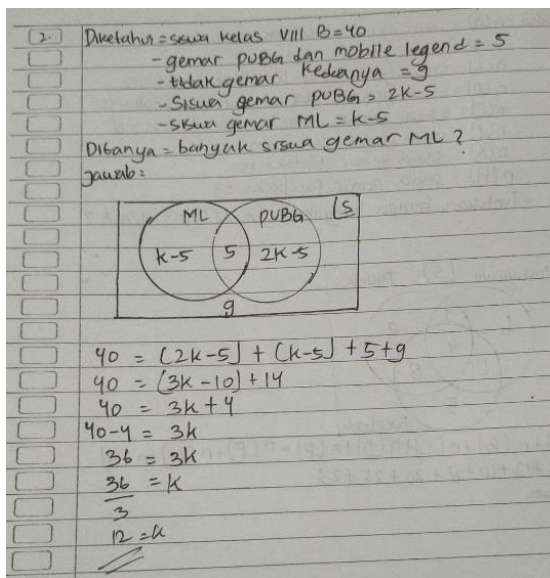 2. Diketahui = siswa kelas VIII B = 40
- gemar PUBG dan mobile legend = 5
- tidak gemar keduanya = 9
- Siswa gemar PUBG = 2k-5
- siswa gemar ML = k-5
Ditanya = banyak siswa gemar ML ?
Jawab =
ML PUBG S
k-5 5 2k-5
9
40 = (2k-5) + (k-5) + 5+9
40 = (3k-10) + 14
40 = 3k+4
40-4 = 3k
36 = 3k
36/3 = k
12 = k